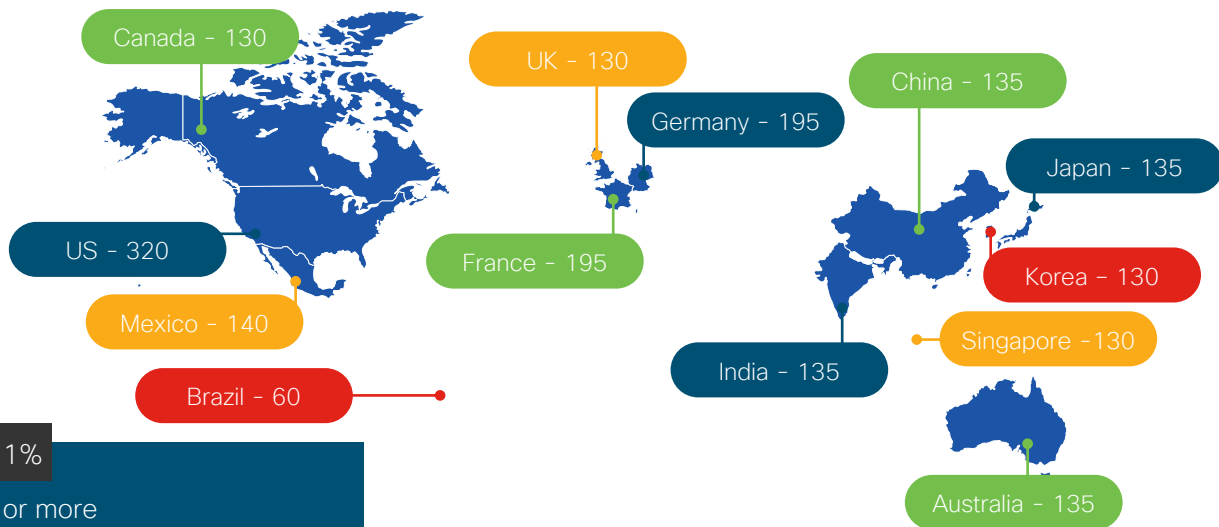 Canada - 130
UK - 130
China - 135
Germany - 195
Japan - 135
US - 320
France - 195
Korea - 130
Mexico - 140
Singapore -130
India - 135
Brazil - 60
1%
or more
Australia - 135